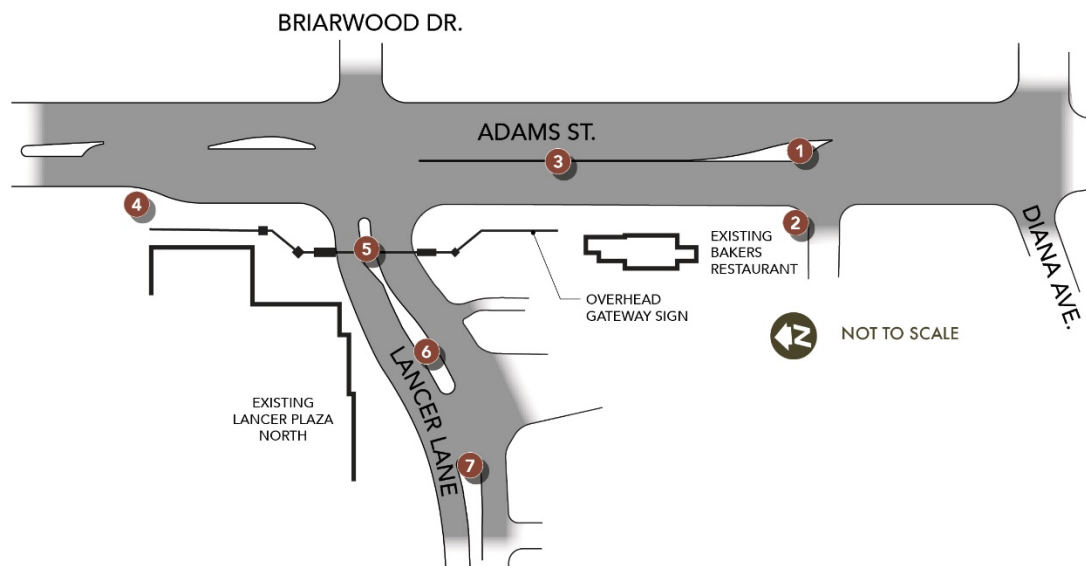 BRIARWOOD DR.
ADAMS ST.
1
3
4
2
5
EXISTING
BAKERS
RESTAURANT
DIANA AVE.
OVERHEAD
GATEWAY SIGN
N
NOT TO SCALE
6
LANCER LANE
EXISTING
LANCER PLAZA
NORTH
7